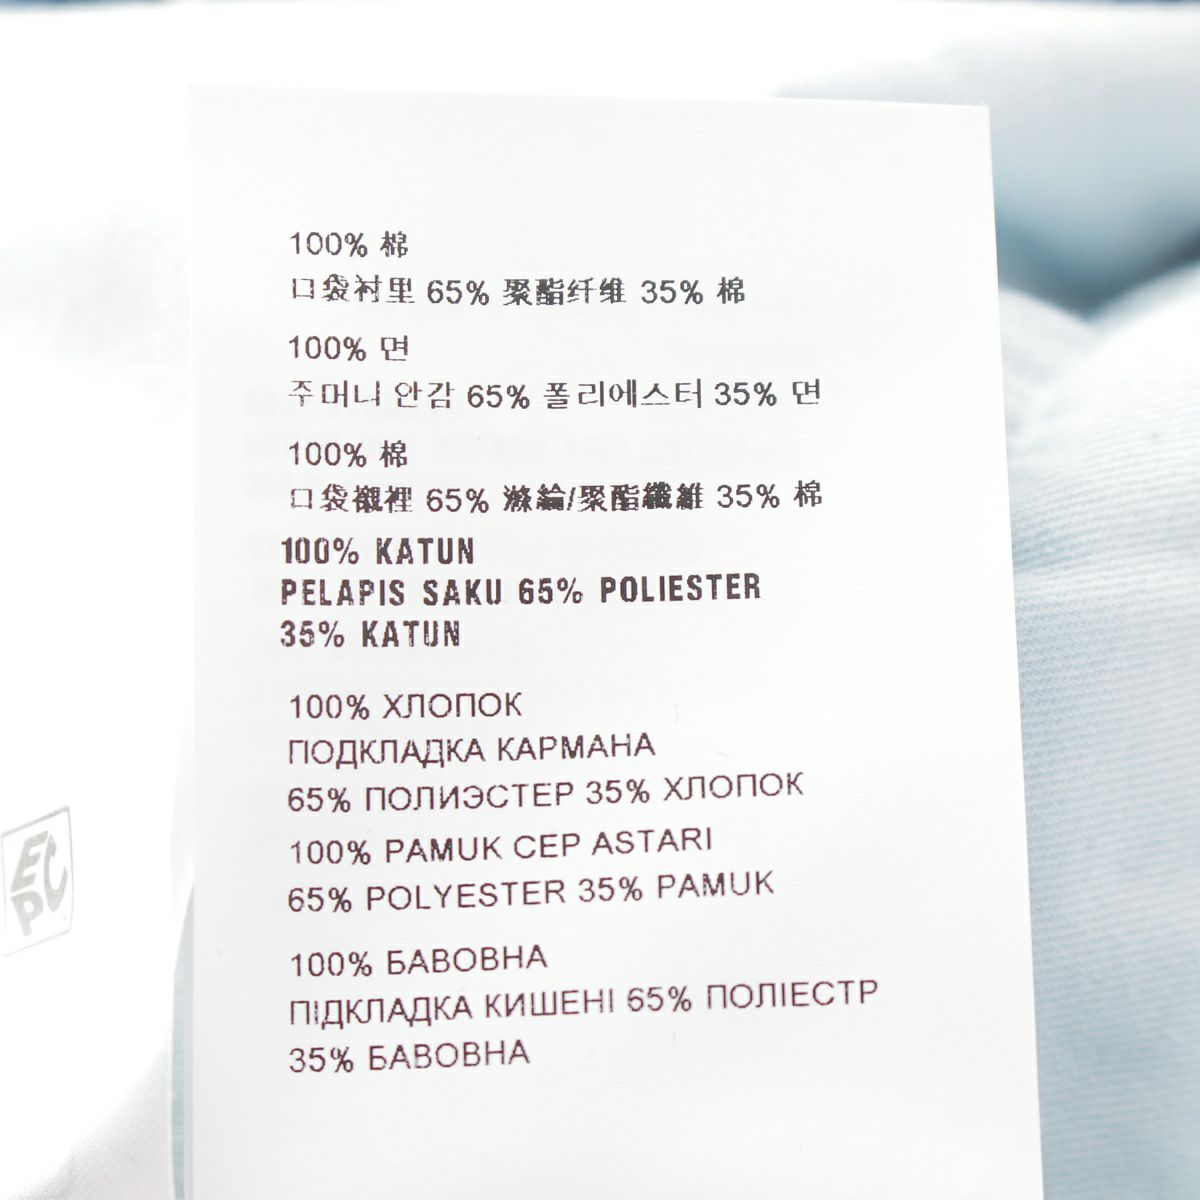 100% 棉
口袋衬里 65% 聚酯纤维 35% 棉
100% 면
주머니 안감 65% 폴리에스터 35% 면
100% 棉
口袋襯裡 65% 滌綸/聚酯纖維 35% 棉
100% KATUN
PELAPIS SAKU 65% POLIESTER
35% KATUN
100% ХЛОПОК
ПОДКЛАДКА КАРМАНА
65% ПОЛИЭСТЕР 35% ХЛОПОК
100% PAMUK CEP ASTARI
65% POLYESTER 35% PAMUK
100% БАВОВНА
ПІДКЛАДКА КИШЕНІ 65% ПОЛІЕСТР
35% БАВОВНА
EPC